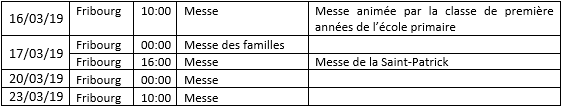 16/03/19 Fribourg 10:00 Messe Messe animée par la classe de première
années de l’école primaire
17/03/19 Fribourg 00:00 Messe des familles
Fribourg 16:00 Messe Messe de la Saint-Patrick
20/03/19 Fribourg 00:00 Messe
23/03/19 Fribourg 10:00 Messe